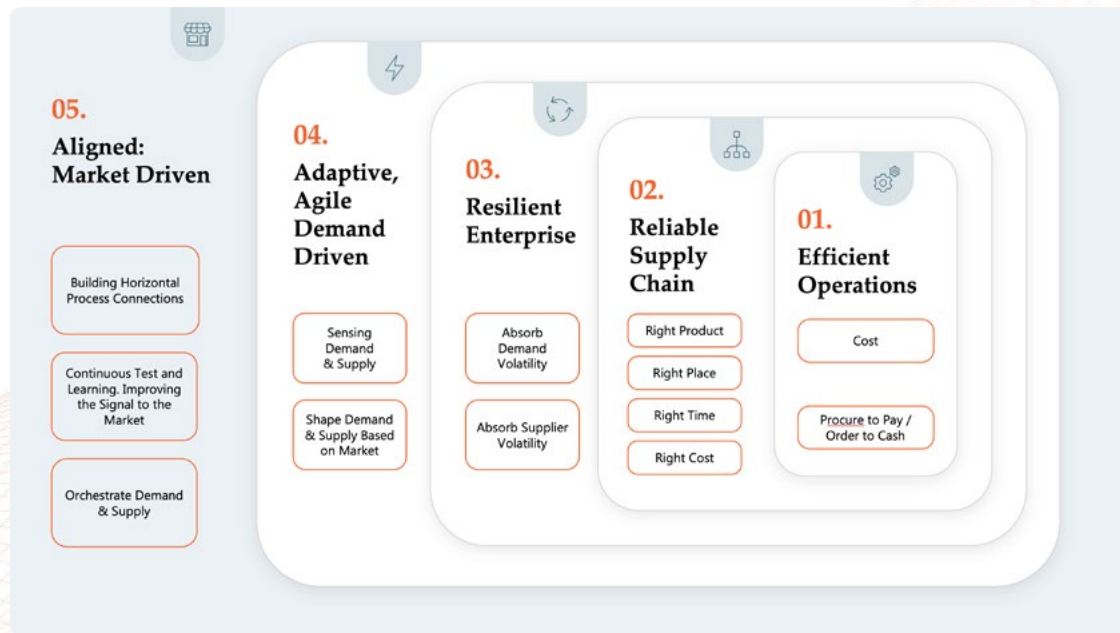 05.
Aligned:
Market Driven
Building Horizontal
Process Connections
Continuous Test and
Learning. Improving
the Signal to the
Market
Orchestrate Demand
& Supply
04.
Adaptive,
Agile
Demand
Driven
Sensing
Demand
& Supply
Shape Demand
& Supply Based
on Market
03.
Resilient
Enterprise
Absorb
Demand
Volatility
Absorb Supplier
Volatility
02.
Reliable
Supply
Chain
Right Product
Right Place
Right Time
Right Cost
01.
Efficient
Operations
Cost
Procure to Pay /
Order to Cash